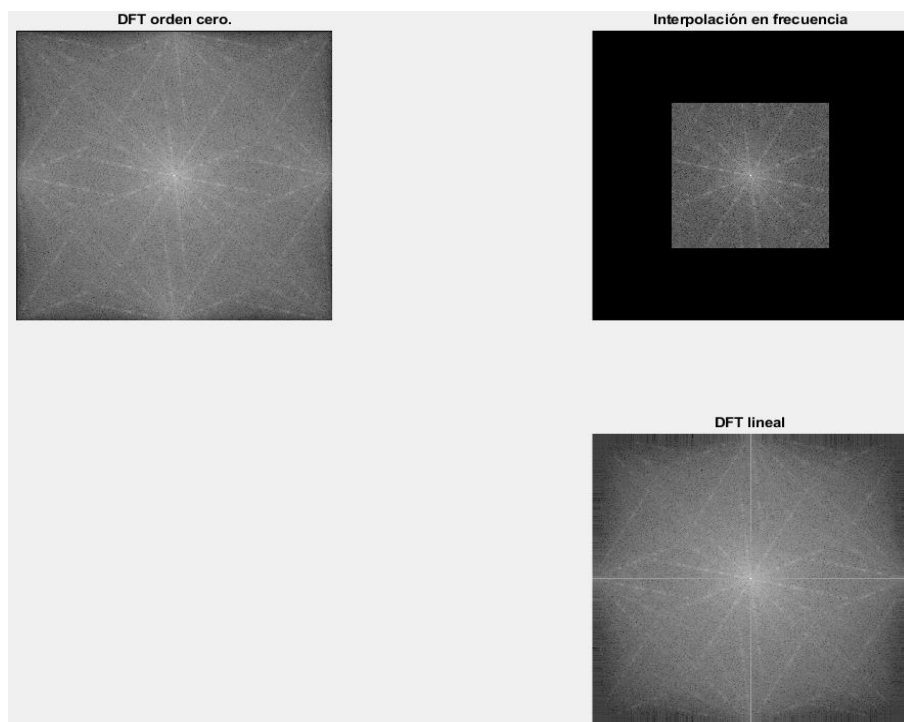 DFT orden cero.
Interpolación en frecuencia
DFT lineal